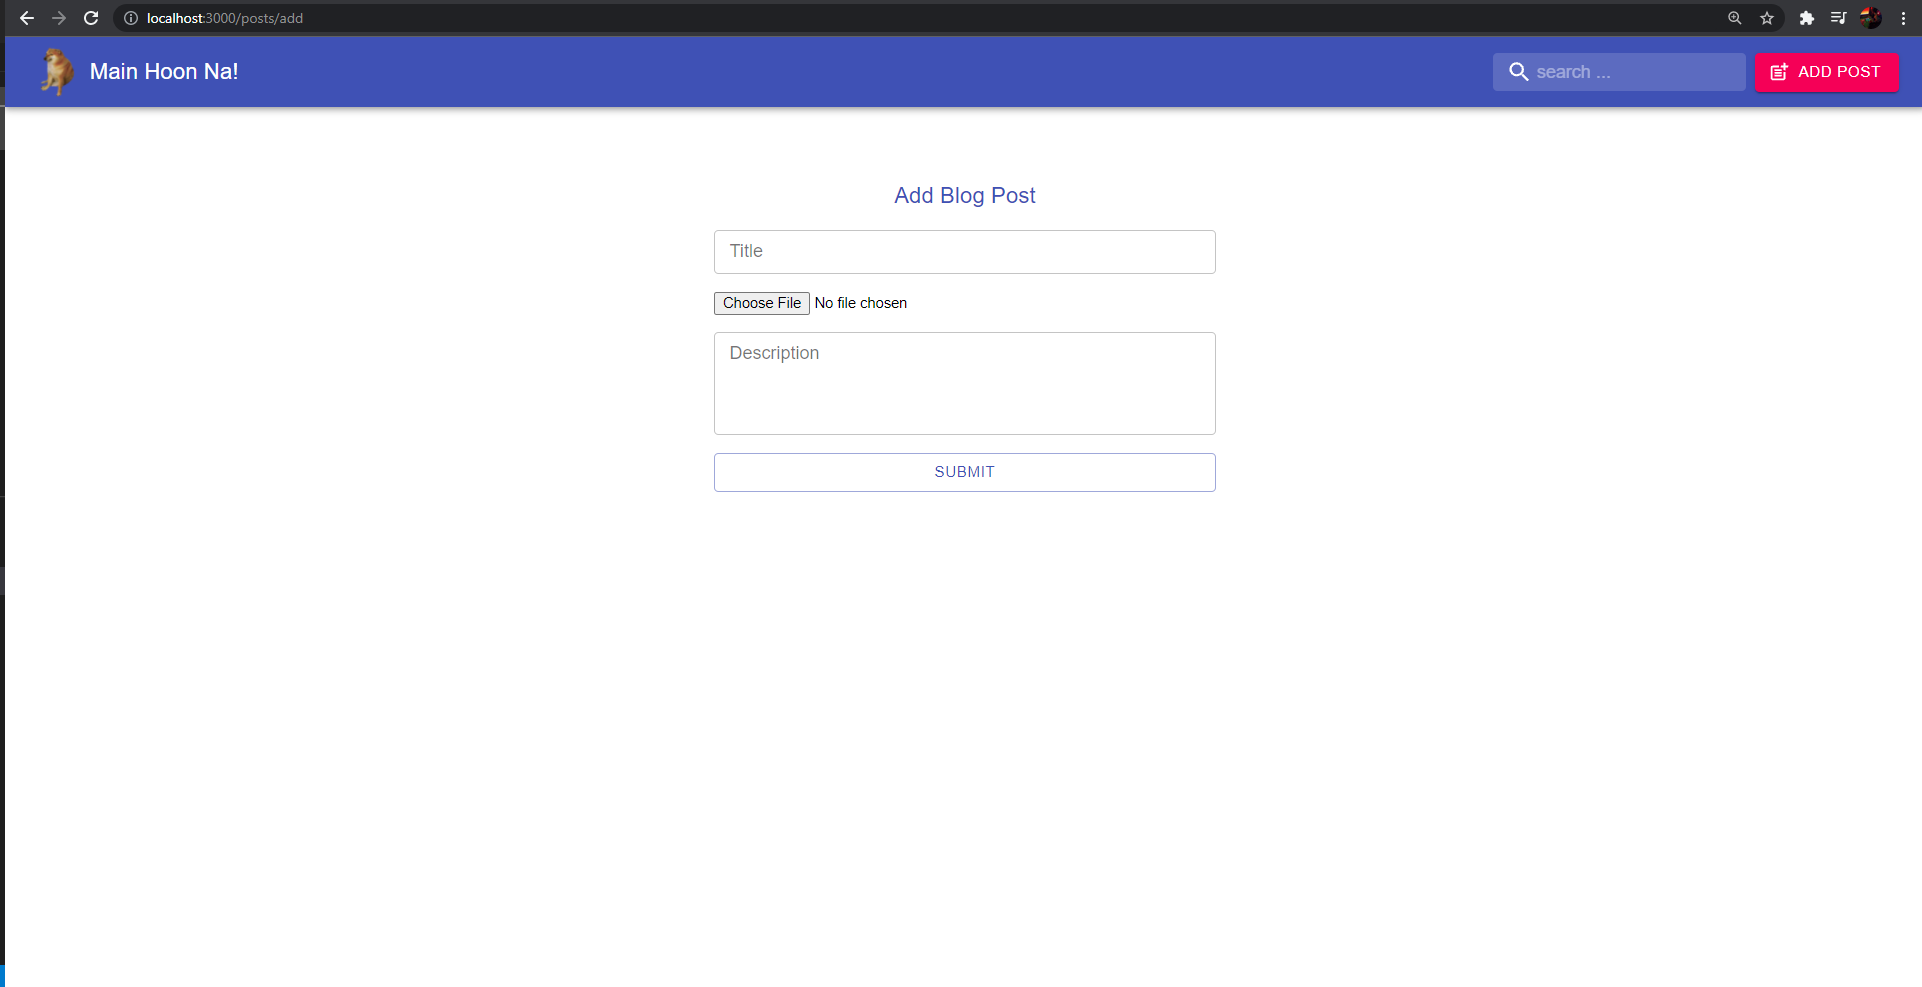 localhost:3000/posts/add
Main Hoon Na!
search ...
ADD POST
Add Blog Post
Title
Choose File No file chosen
Description
SUBMIT